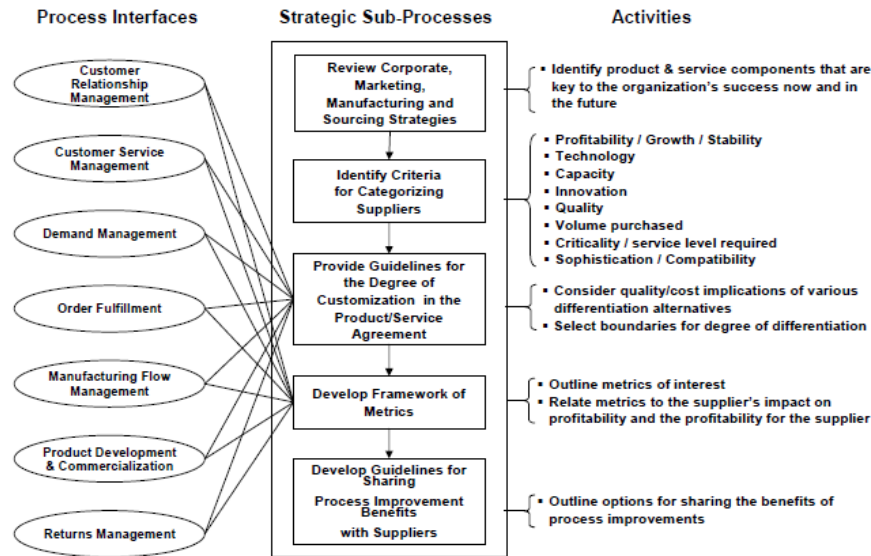 Process Interfaces
Strategic Sub-Processes
Activities
Customer
Relationship
Management
Customer Service
Management
Demand Management
Order Fulfillment
Manufacturing Flow
Management
Product Development
& Commercialization
Returns Management
Review Corporate,
Marketing,
Manufacturing and
Sourcing Strategies
Identify Criteria
for Categorizing
Suppliers
Provide Guidelines for
the Degree of
Customization in the
Product/Service
Agreement
Develop Framework of
Metrics
Develop Guidelines for
Sharing
Process Improvement
Benefits
with Suppliers
▪ Identify product & service components that are
key to the organization's success now and in
the future
▪ Profitability / Growth / Stability
▪ Technology
▪ Capacity
▪ Innovation
▪ Quality
▪ Volume purchased
▪ Criticality / service level required
▪ Sophistication / Compatibility
▪ Consider quality/cost implications of various
differentiation alternatives
▪ Select boundaries for degree of differentiation
▪ Outline metrics of interest
▪ Relate metrics to the supplier's impact on
profitability and the profitability for the supplier
▪ Outline options for sharing the benefits of
process improvements